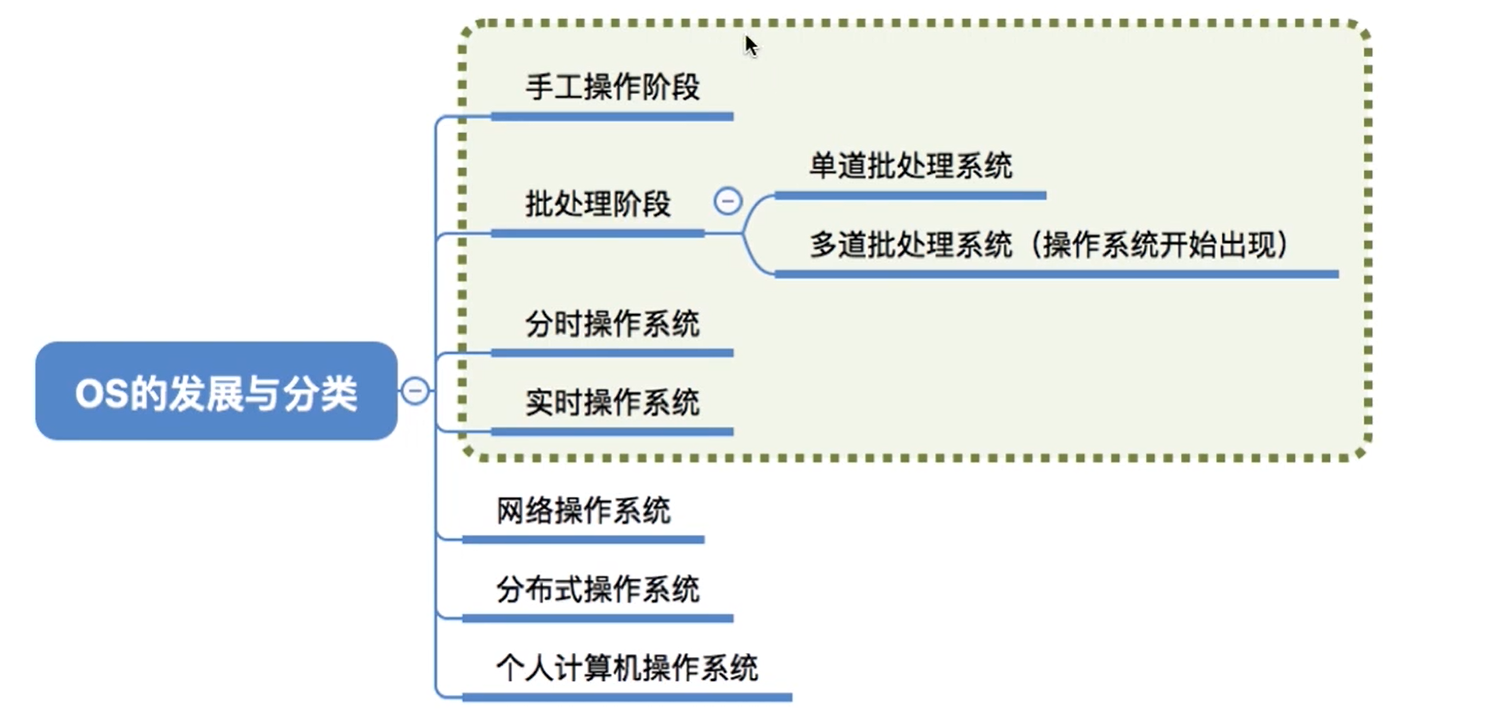 手工操作阶段
单道批处理系统
批处理阶段
多道批处理系统（操作系统开始出现）
分时操作系统
OS的发展与分类
实时操作系统
网络操作系统
分布式操作系统
个人计算机操作系统